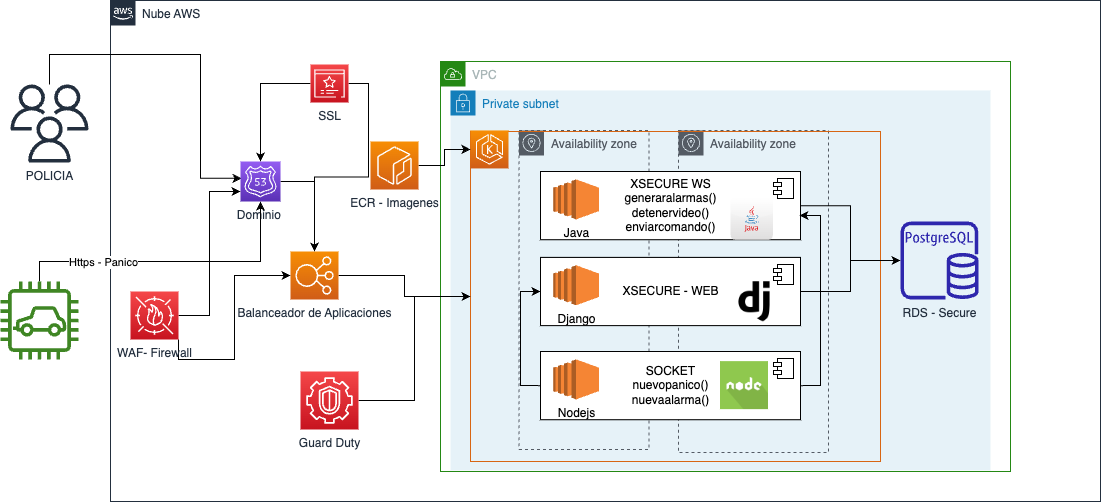 aws
Nube AWS
VPC
Private subnet
SSL
Availability zone
Availability zone
K
XSECURE WS
generaralarmas()
detenervideo()
enviarcomando()
Java
Java
POLICIA
53
Dominio
ECR - Imagenes
PostgreSQL
RDS - Secure
Https - Panico
Balanceador de Aplicaciones
XSECURE - WEB
dj
Django
WAF- Firewall
SOCKET
nuevopanico()
nuevaalarma()
node
Nodejs
Guard Duty